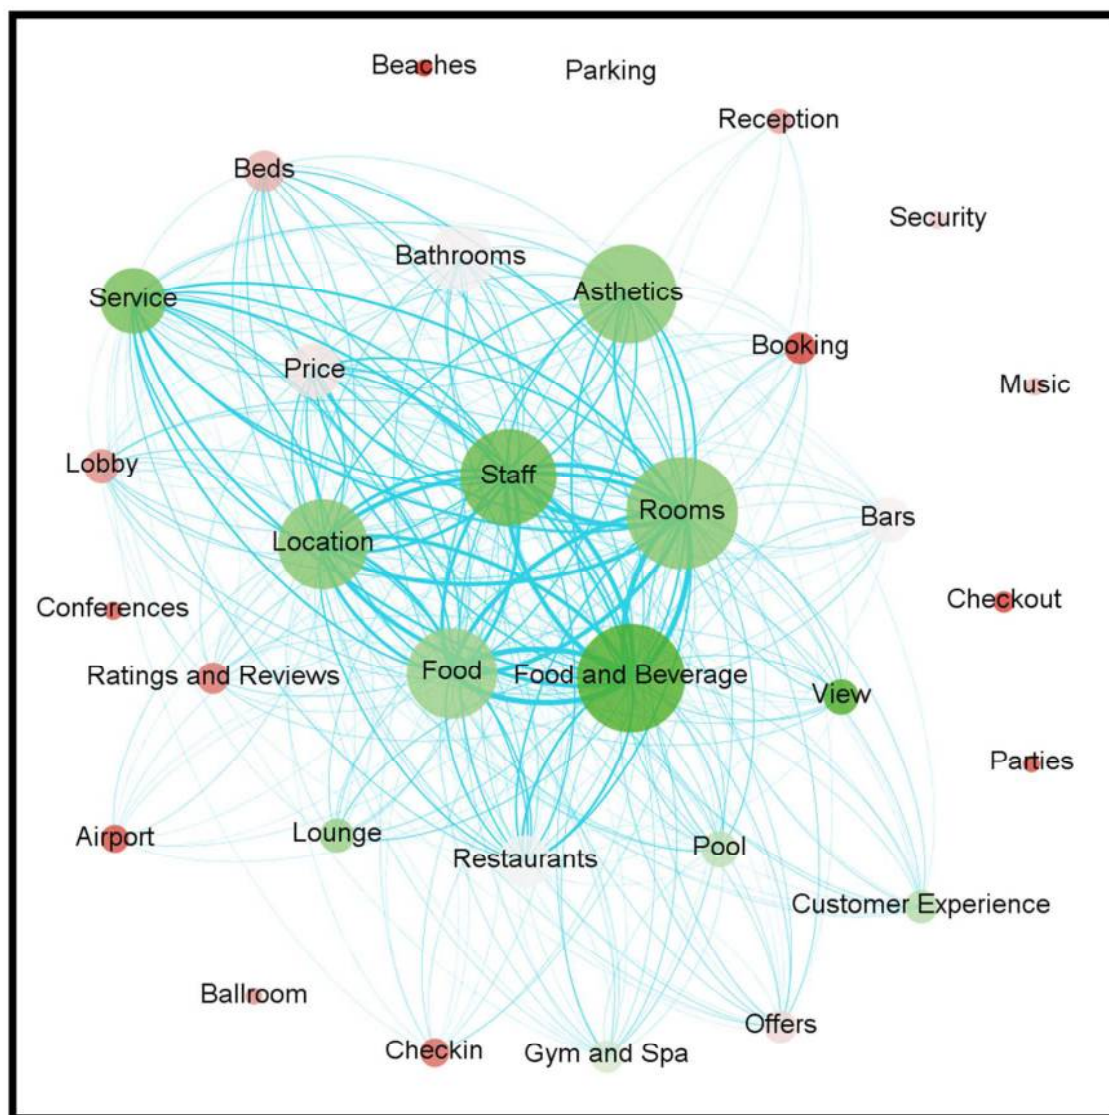 Beaches
Parking
Reception
Beds
Security
Bathrooms
Service
Asthetics
Booking
Price
Music
Lobby
Staff
Rooms
Bars
Location
Conferences
Checkout
Ratings and Reviews
Food
Food and Beverage
View
Parties
Airport
Lounge
Restaurants
Pool
Customer Experience
Ballroom
Offers
Checkin
Gym and Spa